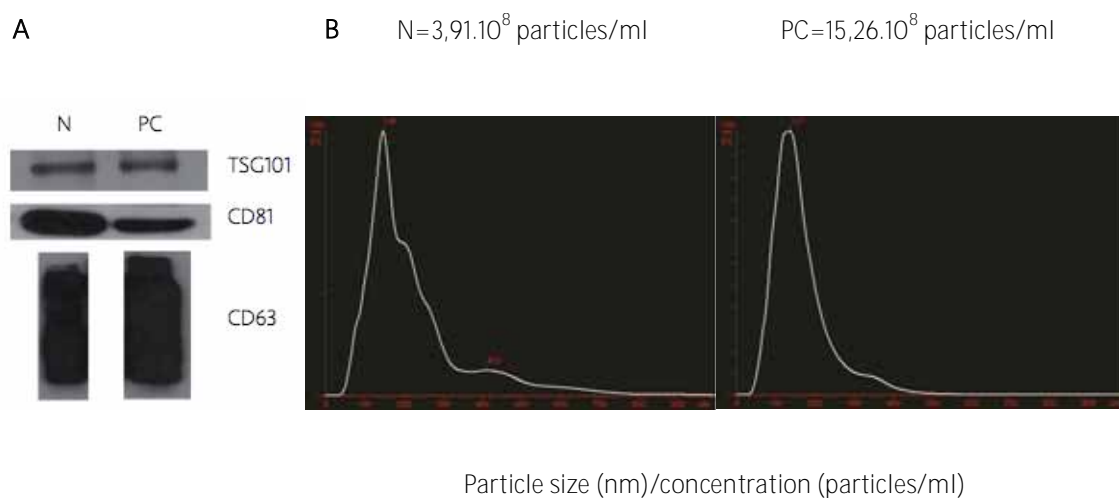 A
B
N=3,91.10⁸ particles/ml
PC=15,26.10⁸ particles/ml
N
PC
TSG101
CD81
CD63
Particle size (nm)/concentration (particles/ml)